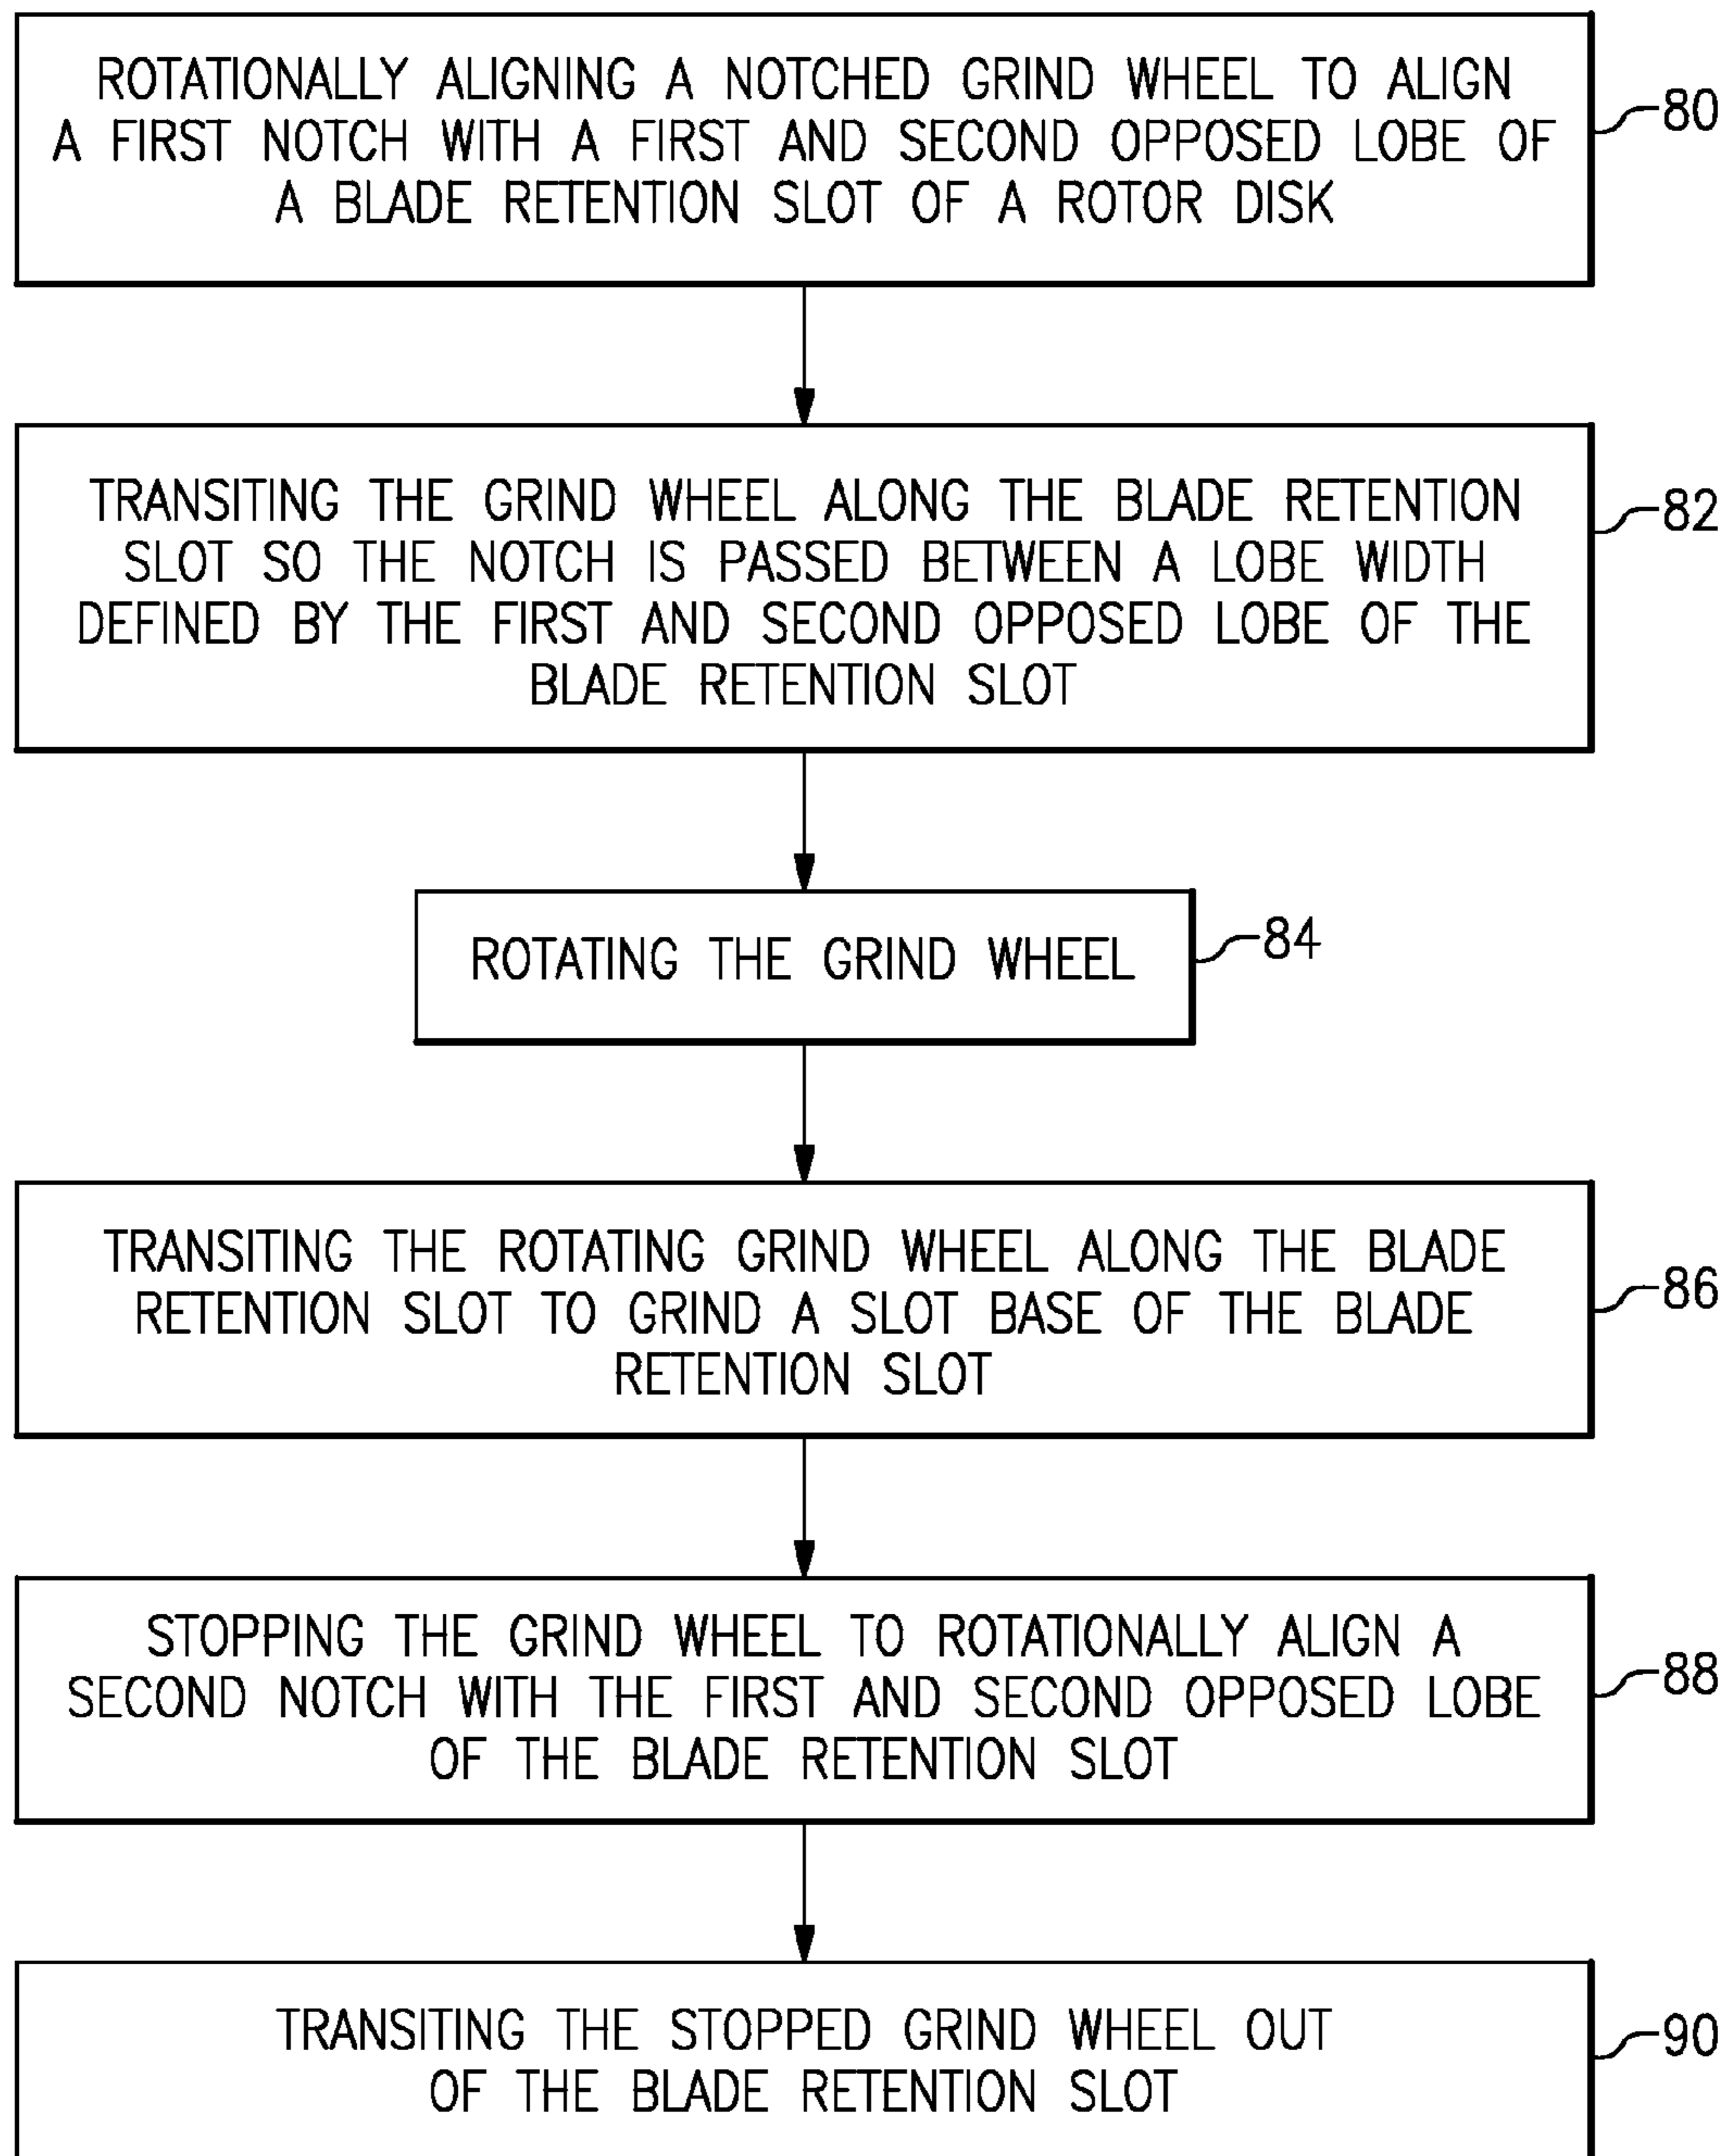 ROTATIONALLY ALIGNING A NOTCHED GRIND WHEEL TO ALIGN
A FIRST NOTCH WITH A FIRST AND SECOND OPPOSED LOBE OF
A BLADE RETENTION SLOT OF A ROTOR DISK
80
TRANSITING THE GRIND WHEEL ALONG THE BLADE RETENTION
SLOT SO THE NOTCH IS PASSED BETWEEN A LOBE WIDTH
DEFINED BY THE FIRST AND SECOND OPPOSED LOBE OF THE
BLADE RETENTION SLOT
82
ROTATING THE GRIND WHEEL
84
TRANSITING THE ROTATING GRIND WHEEL ALONG THE BLADE
RETENTION SLOT TO GRIND A SLOT BASE OF THE BLADE
RETENTION SLOT
86
STOPPING THE GRIND WHEEL TO ROTATIONALLY ALIGN A
SECOND NOTCH WITH THE FIRST AND SECOND OPPOSED LOBE
OF THE BLADE RETENTION SLOT
88
TRANSITING THE STOPPED GRIND WHEEL OUT
OF THE BLADE RETENTION SLOT
90